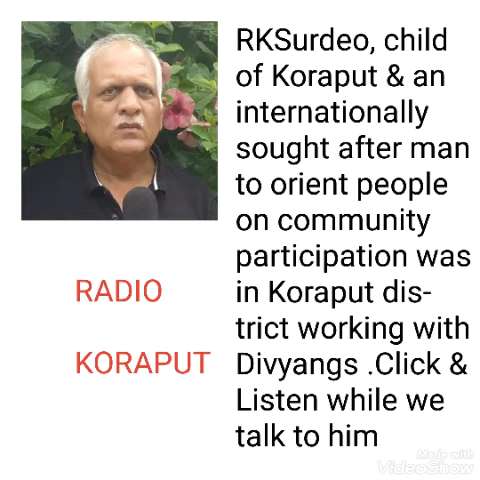 RKSurdeo, child
of Koraput & an
internationally
sought after man
to orient people
on community
participation was
in Koraput dis-
trict working with
Divyangs .Click &
Listen while we
talk to him
RADIO
KORAPUT
Made with
VideoShow